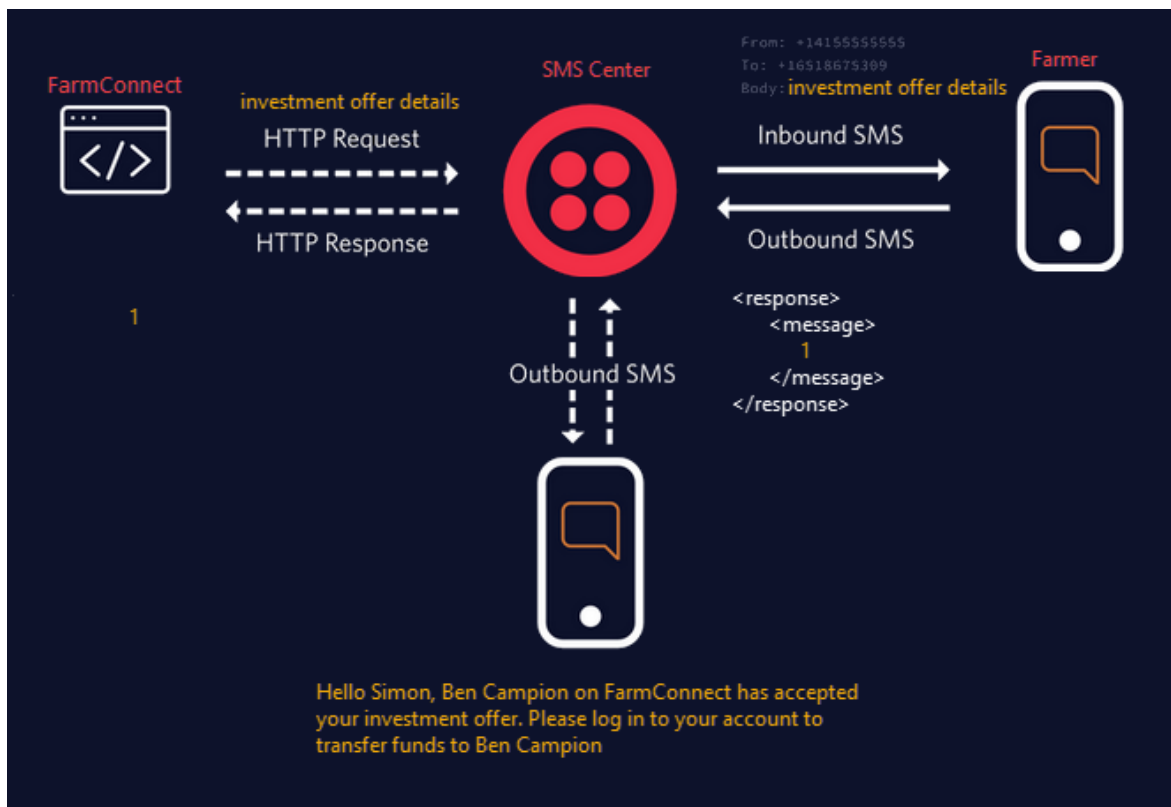 FarmConnect
</>
investment offer details
HTTP Request
HTTP Response
1
SMS Center
From: +14155555555
To: +16518675309
Body: investment offer details
Inbound SMS
Outbound SMS
Farmer
<response>
<message>
1
</message>
</response>
Outbound SMS
Hello Simon, Ben Campion on FarmConnect has accepted
your investment offer. Please log in to your account to
transfer funds to Ben Campion